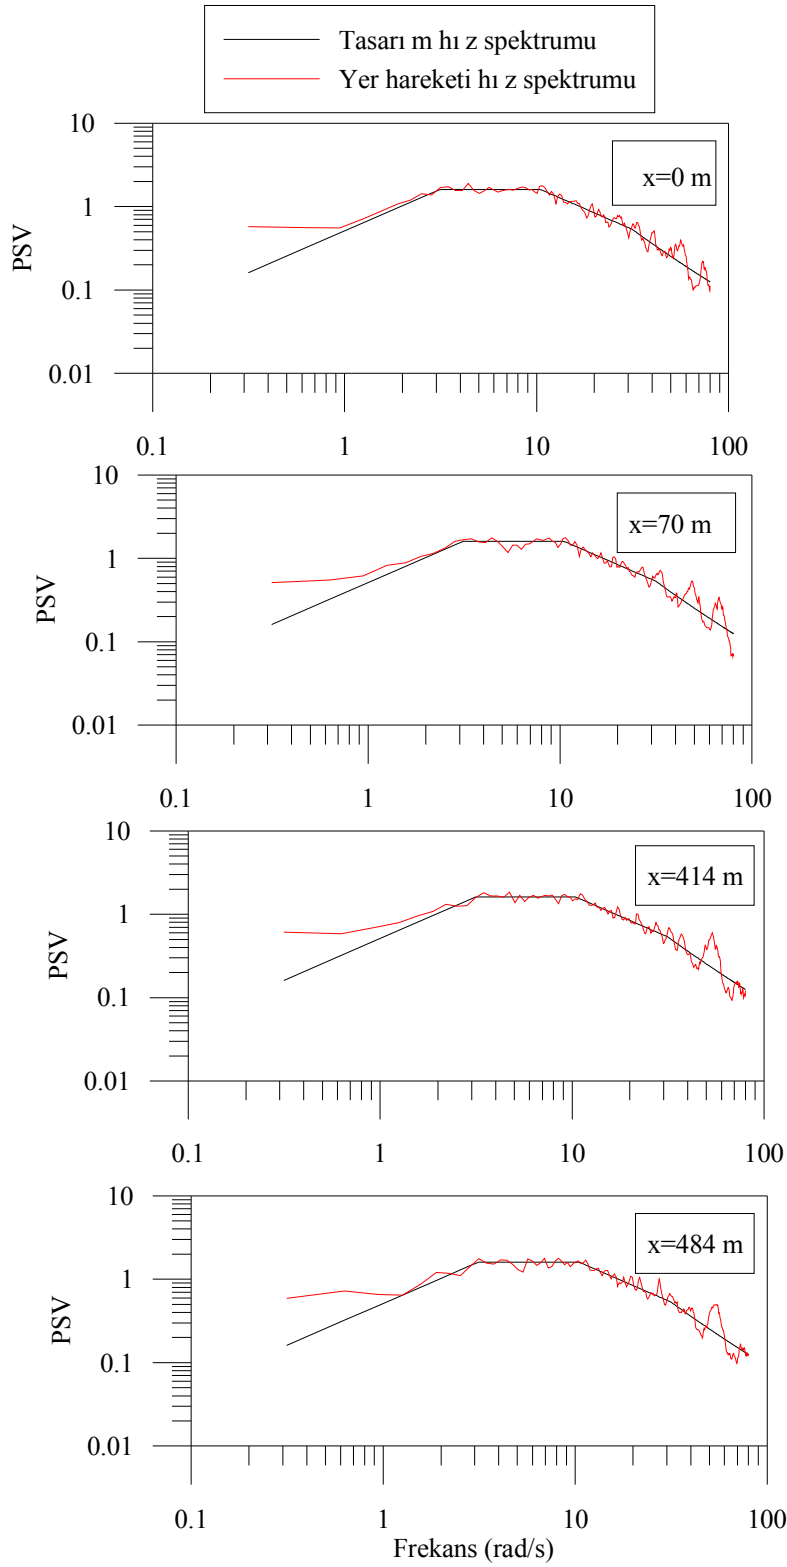 Tasarı m hı z spektrumu
Yer hareketi hı z spektrumu
10
x=0 m
1
PSV
0.1
0.01
0.1 1 10 100
10
x=70 m
1
PSV
0.1
0.01
0.1 1 10 100
10
x=414 m
1
PSV
0.1
0.01
0.1 1 10 100
10
x=484 m
1
PSV
0.1
0.01
0.1 1 10 100
Frekans (rad/s)